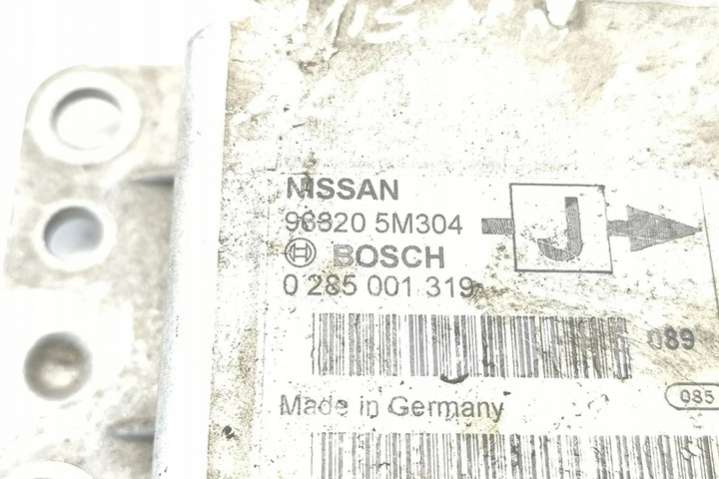 NISSAN
98820 5M304
J
BOSCH
0 285 001 319
089
085
Made in Germany